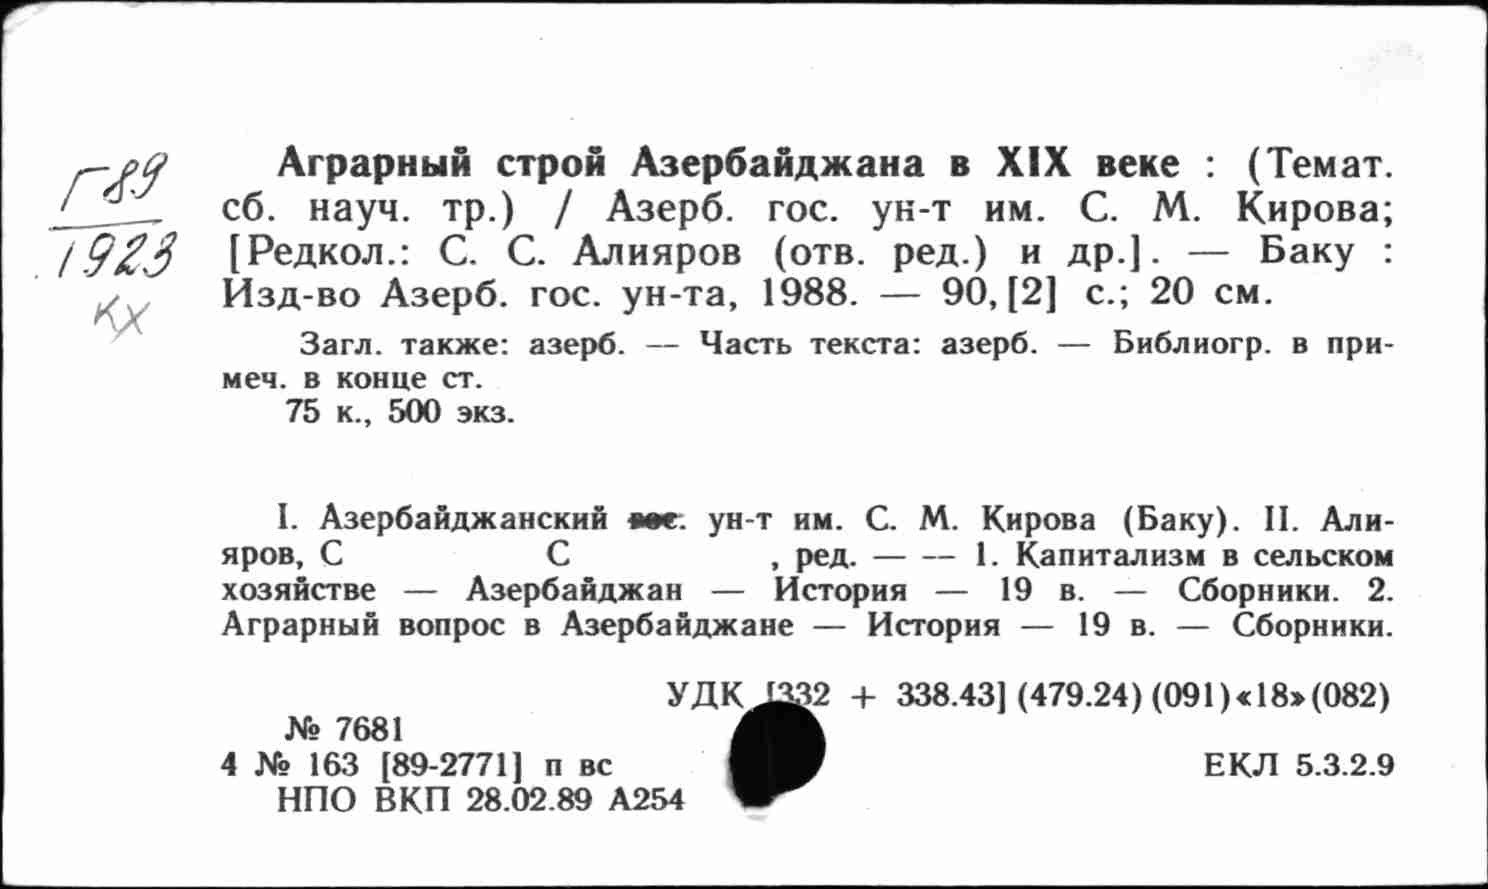 Г89
1923
КХ
Аграрный строй Азербайджана в XIX веке : (Темат.
сб. науч. тр.) / Азерб. гос. ун-т им. С. М. Кирова;
[Редкол.: С. С. Алияров (отв. ред.) и др.]. — Баку :
Изд-во Азерб. гос. ун-та, 1988. — 90, [2] с.; 20 см.
Загл. также: азерб. — Часть текста: азерб. — Библиогр. в при-
меч. в конце ст.
75 к., 500 экз.
I. Азербайджанский ун-т им. С. М. Кирова (Баку). II. Али-
яров, С С , ред. — — 1. Капитализм в сельском
хозяйстве — Азербайджан — История — 19 в. — Сборники. 2.
Аграрный вопрос в Азербайджане — История — 19 в. — Сборники.
УДК [332 + 338.43] (479.24) (091) «18» (082)
№ 7681
4 № 163 [89-2771] п вс
ЕКЛ 5.3.2.9
НПО ВКП 28.02.89 А254